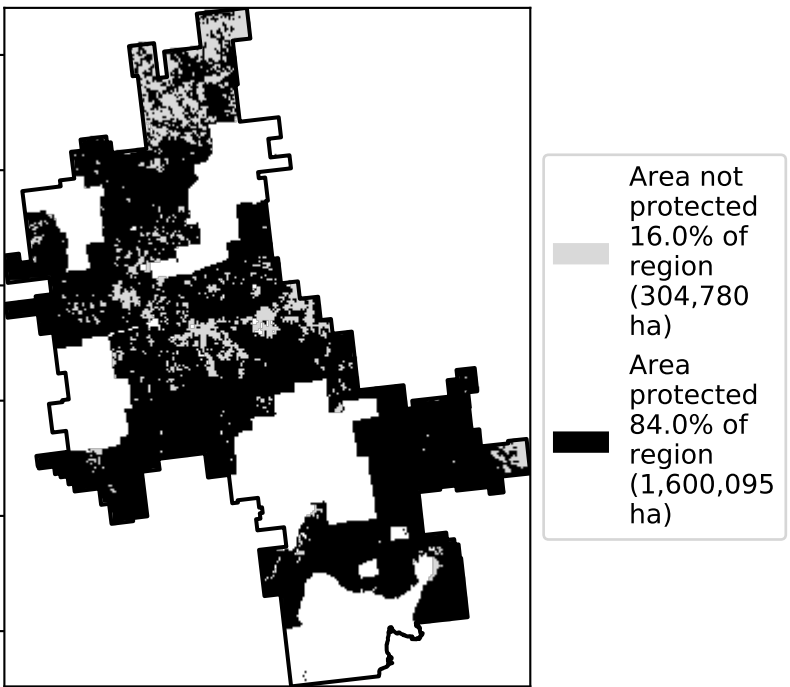 Area not
protected
16.0% of
region
(304,780
ha)
Area
protected
84.0% of
region
(1,600,095
ha)